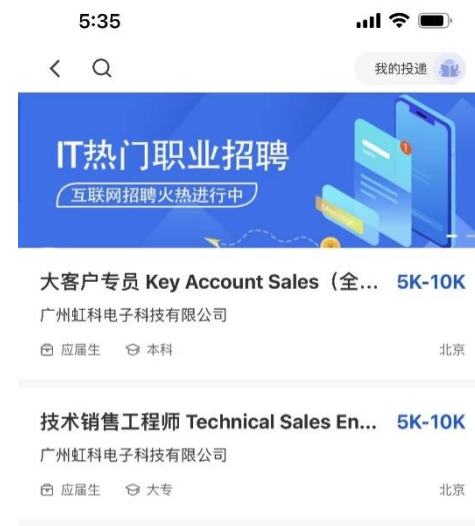 5:35
我的投递
IT热门职业招聘
互联网招聘火热进行中
1
Message
大客户专员 Key Account Sales（全... 5K-10K
广州虹科电子科技有限公司
应届生 本科 北京
技术销售工程师 Technical Sales En... 5K-10K
广州虹科电子科技有限公司
应届生 大专 北京